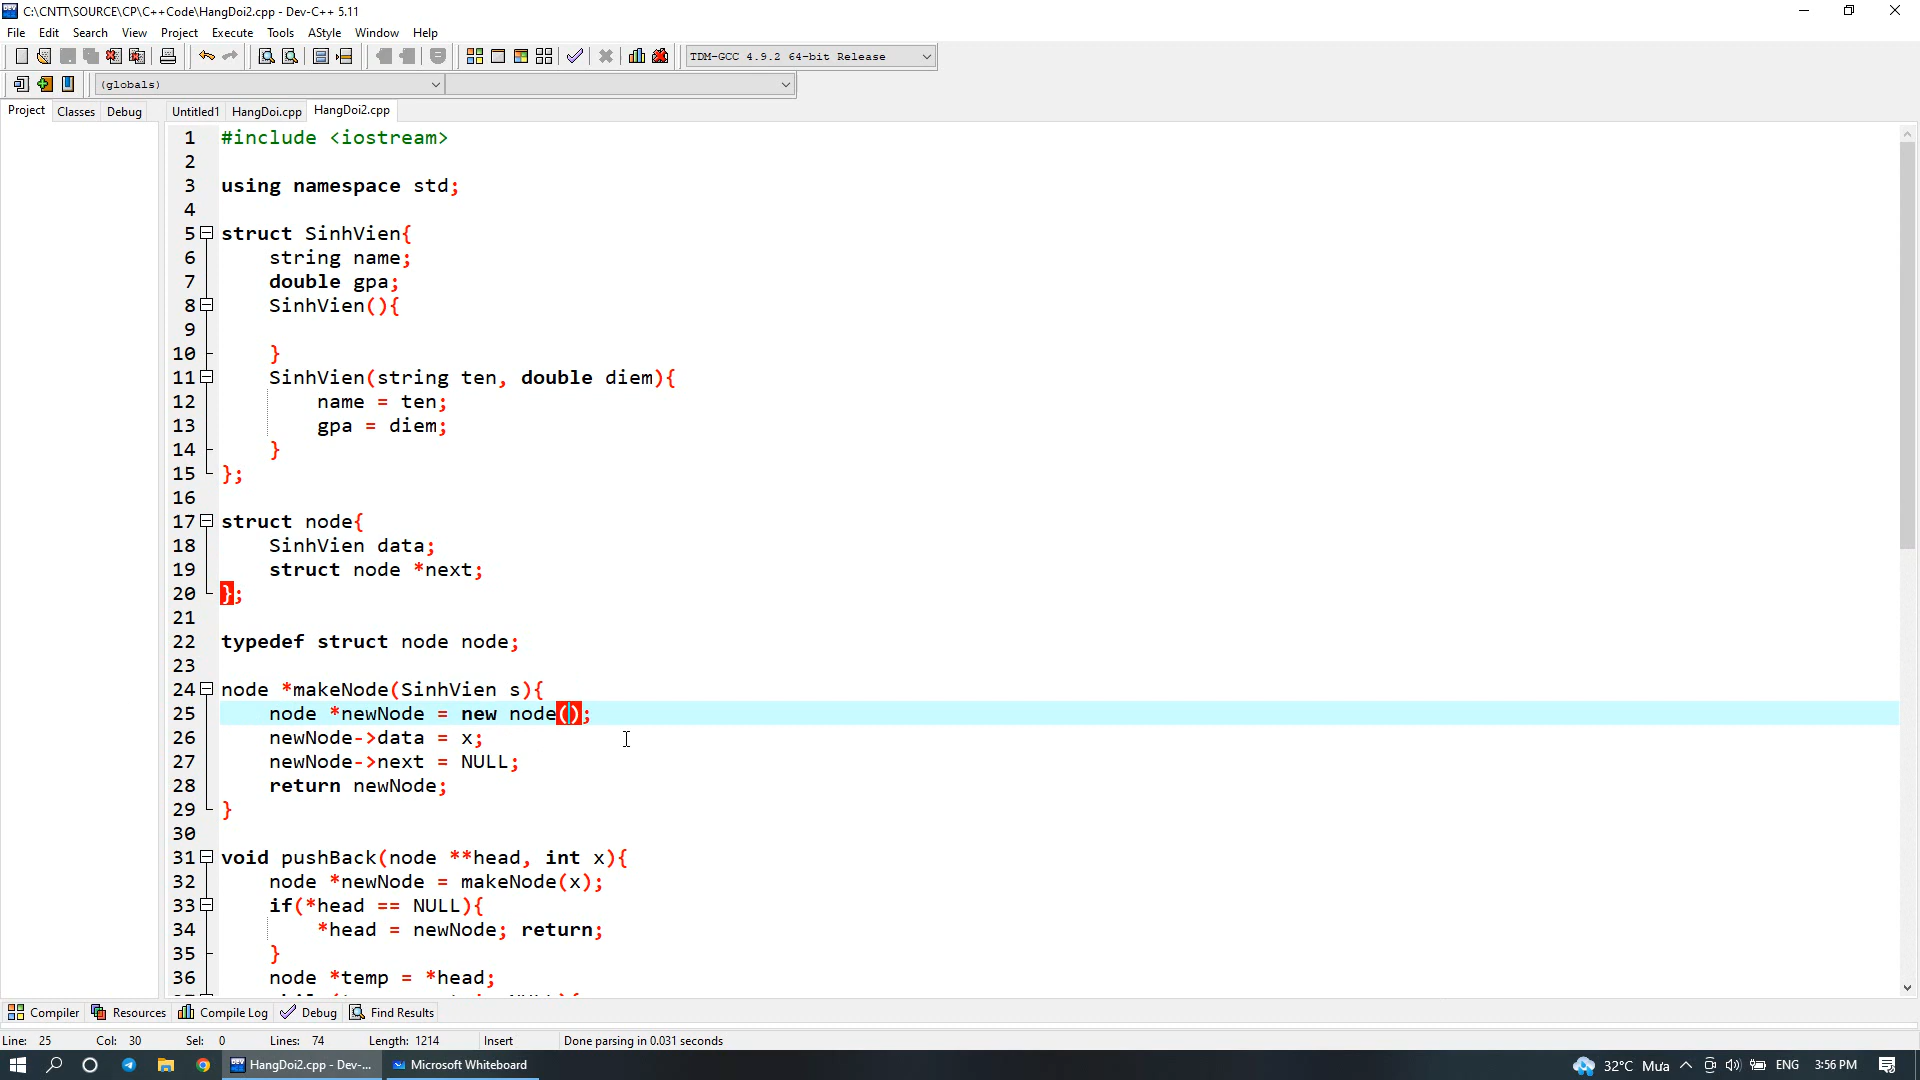 C:\CNTT\SOURCE\CP\C++Code\HangDoi2.cpp - Dev-C++ 5.11
File Edit Search View Project Execute Tools AStyle Window Help
TDM-GCC 4.9.2 64-bit Release
(globals)
Project Classes Debug Untitled1 HangDoi.cpp HangDoi2.cpp
1 #include <iostream>
2
3 using namespace std;
4
5 struct SinhVien{
6 string name;
7 double gpa;
8 SinhVien(){
9
10 }
11 SinhVien(string ten, double diem){
12 name = ten;
13 gpa = diem;
14 }
15 };
16
17 struct node{
18 SinhVien data;
19 struct node *next;
20 };
21
22 typedef struct node node;
23
24 node *makeNode(SinhVien s){
25 node *newNode = new node();
26 newNode->data = x;
27 newNode->next = NULL;
28 return newNode;
29 }
30
31 void pushBack(node **head, int x){
32 node *newNode = makeNode(x);
33 if(*head == NULL){
34 *head = newNode; return;
35 }
36 node *temp = *head;
Compiler Resources Compile Log Debug Find Results
Line: 25 Col: 30 Sel: 0 Lines: 74 Length: 1214 Insert Done parsing in 0.031 seconds
HangDoi2.cpp - Dev-... Microsoft Whiteboard 32°C Mưa ENG 3:56 PM